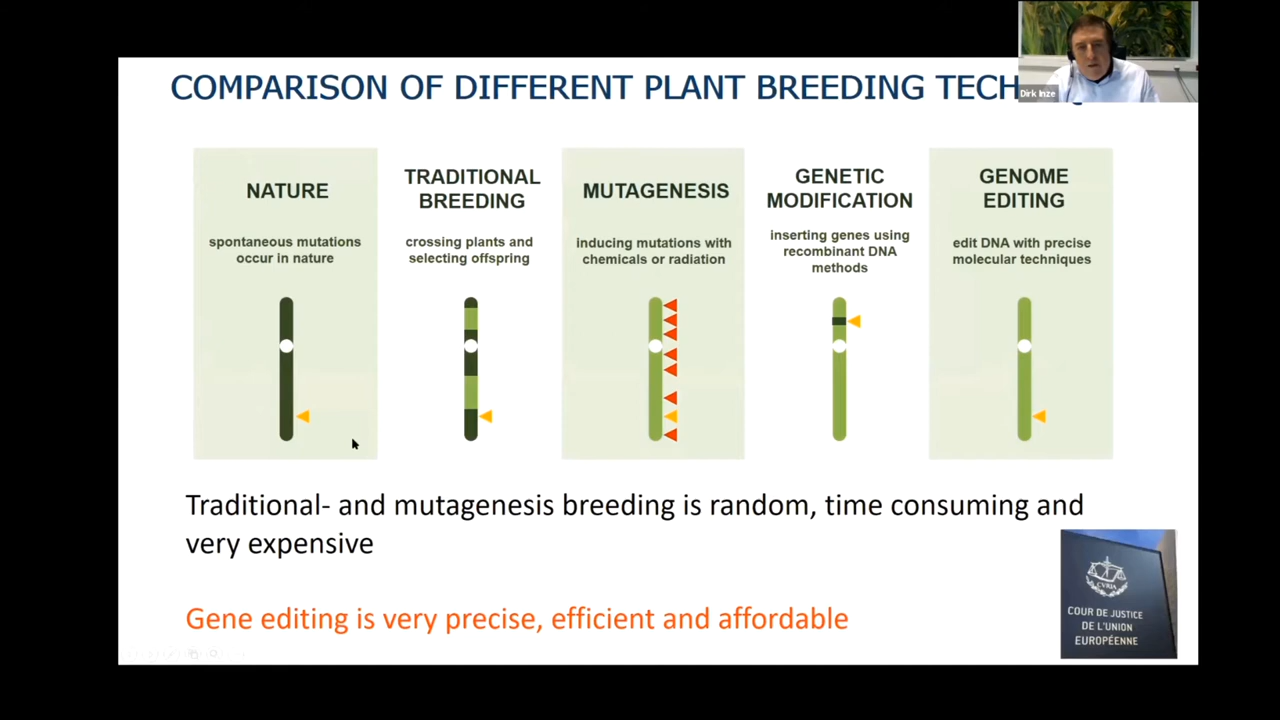 COMPARISON OF DIFFERENT PLANT BREEDING
Dirk Inze
NATURE
spontaneous mutations
occur in nature
TRADITIONAL
BREEDING
crossing plants and
selecting offspring
MUTAGENESIS
inducing mutations with
chemicals or radiation
GENETIC
MODIFICATION
inserting genes using
recombinant DNA
methods
GENOME
EDITING
edit DNA with precise
molecular techniques
Traditional- and mutagenesis breeding is random, time consuming and
very expensive
Gene editing is very precise, efficient and affordable
CVRIA
COUR DE JUSTICE
DE L'UNION
EUROPÉENNE